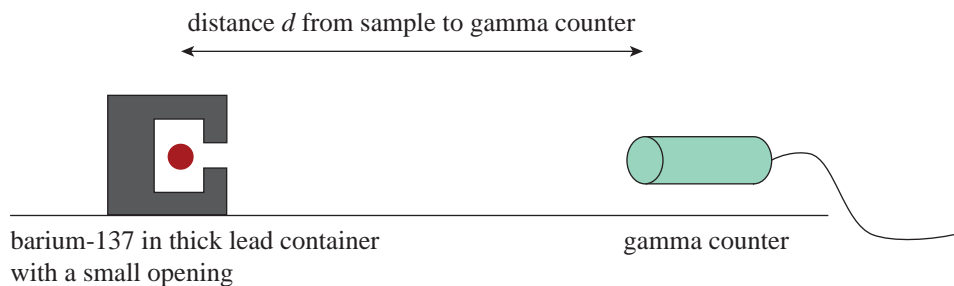 distance d from sample to gamma counter
barium-137 in thick lead container
with a small opening
gamma counter